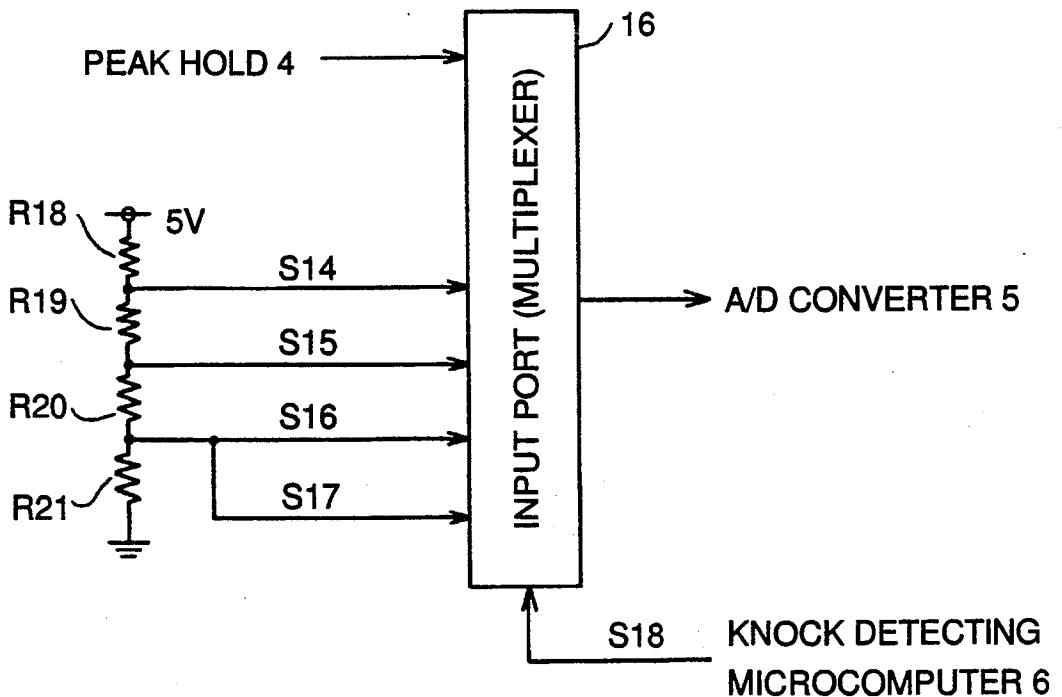 16
PEAK HOLD 4
R18
5V
S14
R19
A/D CONVERTER 5
S15
R20
S16
R21
S17
INPUT PORT (MULTIPLEXER)
S18
KNOCK DETECTING
MICROCOMPUTER 6